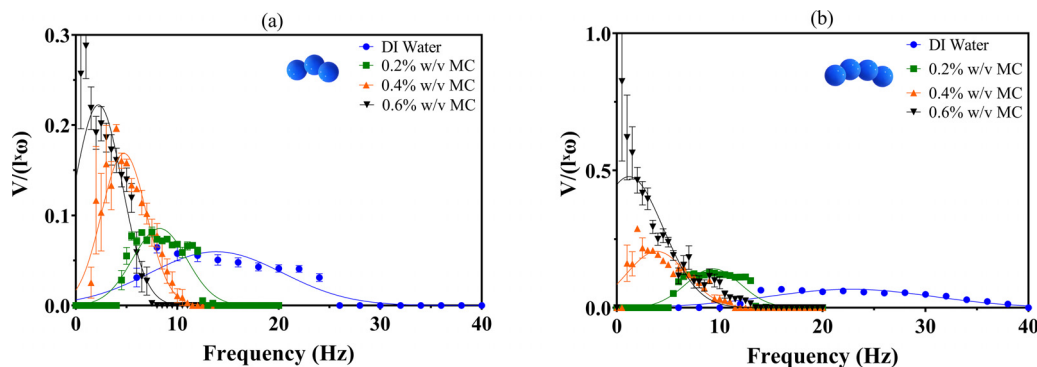 (a)
0.3
0.2
0.1
0.0
V/(lˣω)
DI Water
0.2% w/v MC
0.4% w/v MC
0.6% w/v MC
0 10 20 30 40
Frequency (Hz)
(b)
1.0
0.5
0.0
V/(lˣω)
DI Water
0.2% w/v MC
0.4% w/v MC
0.6% w/v MC
0 10 20 30 40
Frequency (Hz)